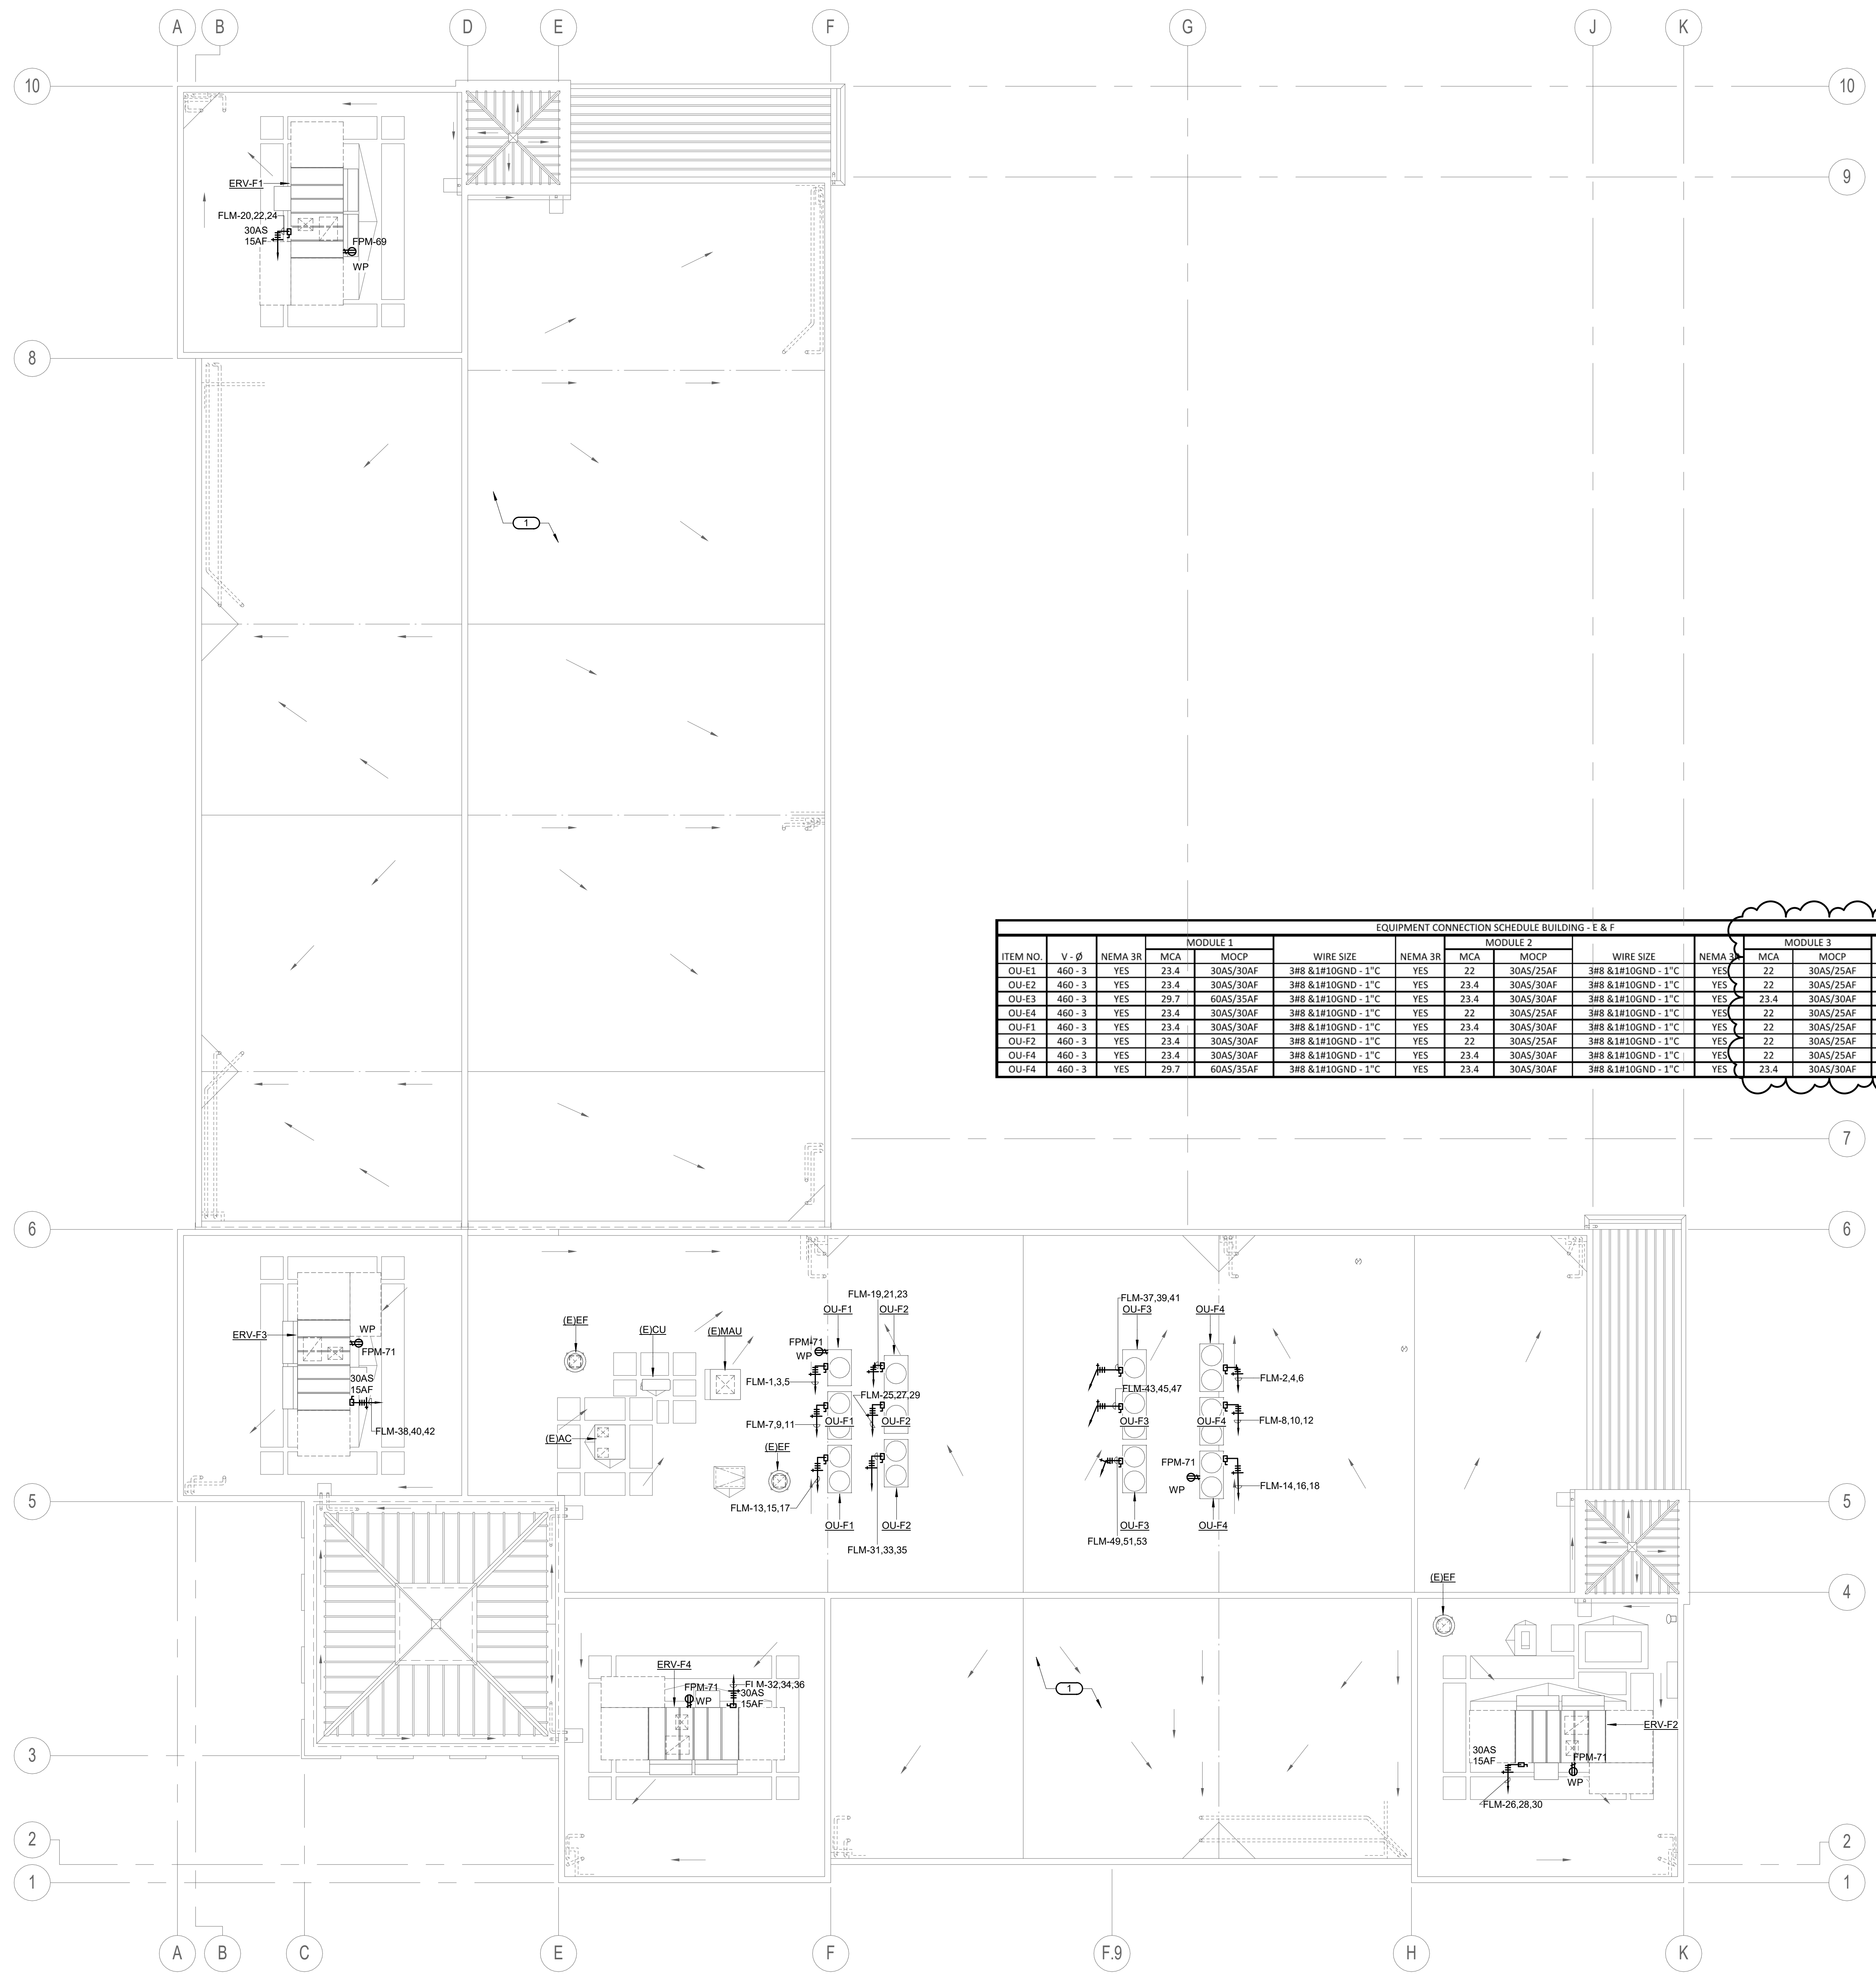 A B D E F G J K
10 10
9
ERV-F1
FLM-20,22,24
30AS
15AF
FPM-69
WP
8
1
EQUIPMENT CONNECTION SCHEDULE BUILDING - E & F
MODULE 1 MODULE 2 MODULE 3
ITEM NO. V - Ø NEMA 3R MCA MOCP WIRE SIZE NEMA 3R MCA MOCP WIRE SIZE NEMA 3R MCA MOCP
OU-E1 460 - 3 YES 23.4 30AS/30AF 3#8 &1#10GND - 1"C YES 22 30AS/25AF 3#8 &1#10GND - 1"C YES 22 30AS/25AF
OU-E2 460 - 3 YES 23.4 30AS/30AF 3#8 &1#10GND - 1"C YES 23.4 30AS/30AF 3#8 &1#10GND - 1"C YES 22 30AS/25AF
OU-E3 460 - 3 YES 29.7 60AS/35AF 3#8 &1#10GND - 1"C YES 23.4 30AS/30AF 3#8 &1#10GND - 1"C YES 23.4 30AS/30AF
OU-E4 460 - 3 YES 23.4 30AS/30AF 3#8 &1#10GND - 1"C YES 22 30AS/25AF 3#8 &1#10GND - 1"C YES 22 30AS/25AF
OU-F1 460 - 3 YES 23.4 30AS/30AF 3#8 &1#10GND - 1"C YES 23.4 30AS/30AF 3#8 &1#10GND - 1"C YES 22 30AS/25AF
OU-F2 460 - 3 YES 23.4 30AS/30AF 3#8 &1#10GND - 1"C YES 22 30AS/25AF 3#8 &1#10GND - 1"C YES 22 30AS/25AF
OU-F4 460 - 3 YES 23.4 30AS/30AF 3#8 &1#10GND - 1"C YES 23.4 30AS/30AF 3#8 &1#10GND - 1"C YES 22 30AS/25AF
OU-F4 460 - 3 YES 29.7 60AS/35AF 3#8 &1#10GND - 1"C YES 23.4 30AS/30AF 3#8 &1#10GND - 1"C YES 23.4 30AS/30AF
7
6 6
ERV-F3
WP
FPM-71
30AS
15AF
FLM-38,40,42
(E)EF
(E)CU
(E)MAU
(E)AC
(E)EF
FLM-19,21,23
OU-F1 OU-F2
FPM-71
WP
FLM-1,3,5
FLM-25,27,29
FLM-7,9,11
OU-F1 OU-F2
FLM-13,15,17
OU-F1 OU-F2
FLM-31,33,35
FLM-37,39,41
OU-F3 OU-F4
FLM-2,4,6
FLM-43,45,47
OU-F3 OU-F4
FLM-8,10,12
FPM-71
WP
FLM-14,16,18
OU-F3 OU-F4
FLM-49,51,53
5 5
(E)EF
4
ERV-F4
FPM-71
WP
FLM-32,34,36
30AS
15AF
1
ERV-F2
30AS
15AF
FPM-71
WP
FLM-26,28,30
3 3
2 2
1 1
A B C E F F.9 H K